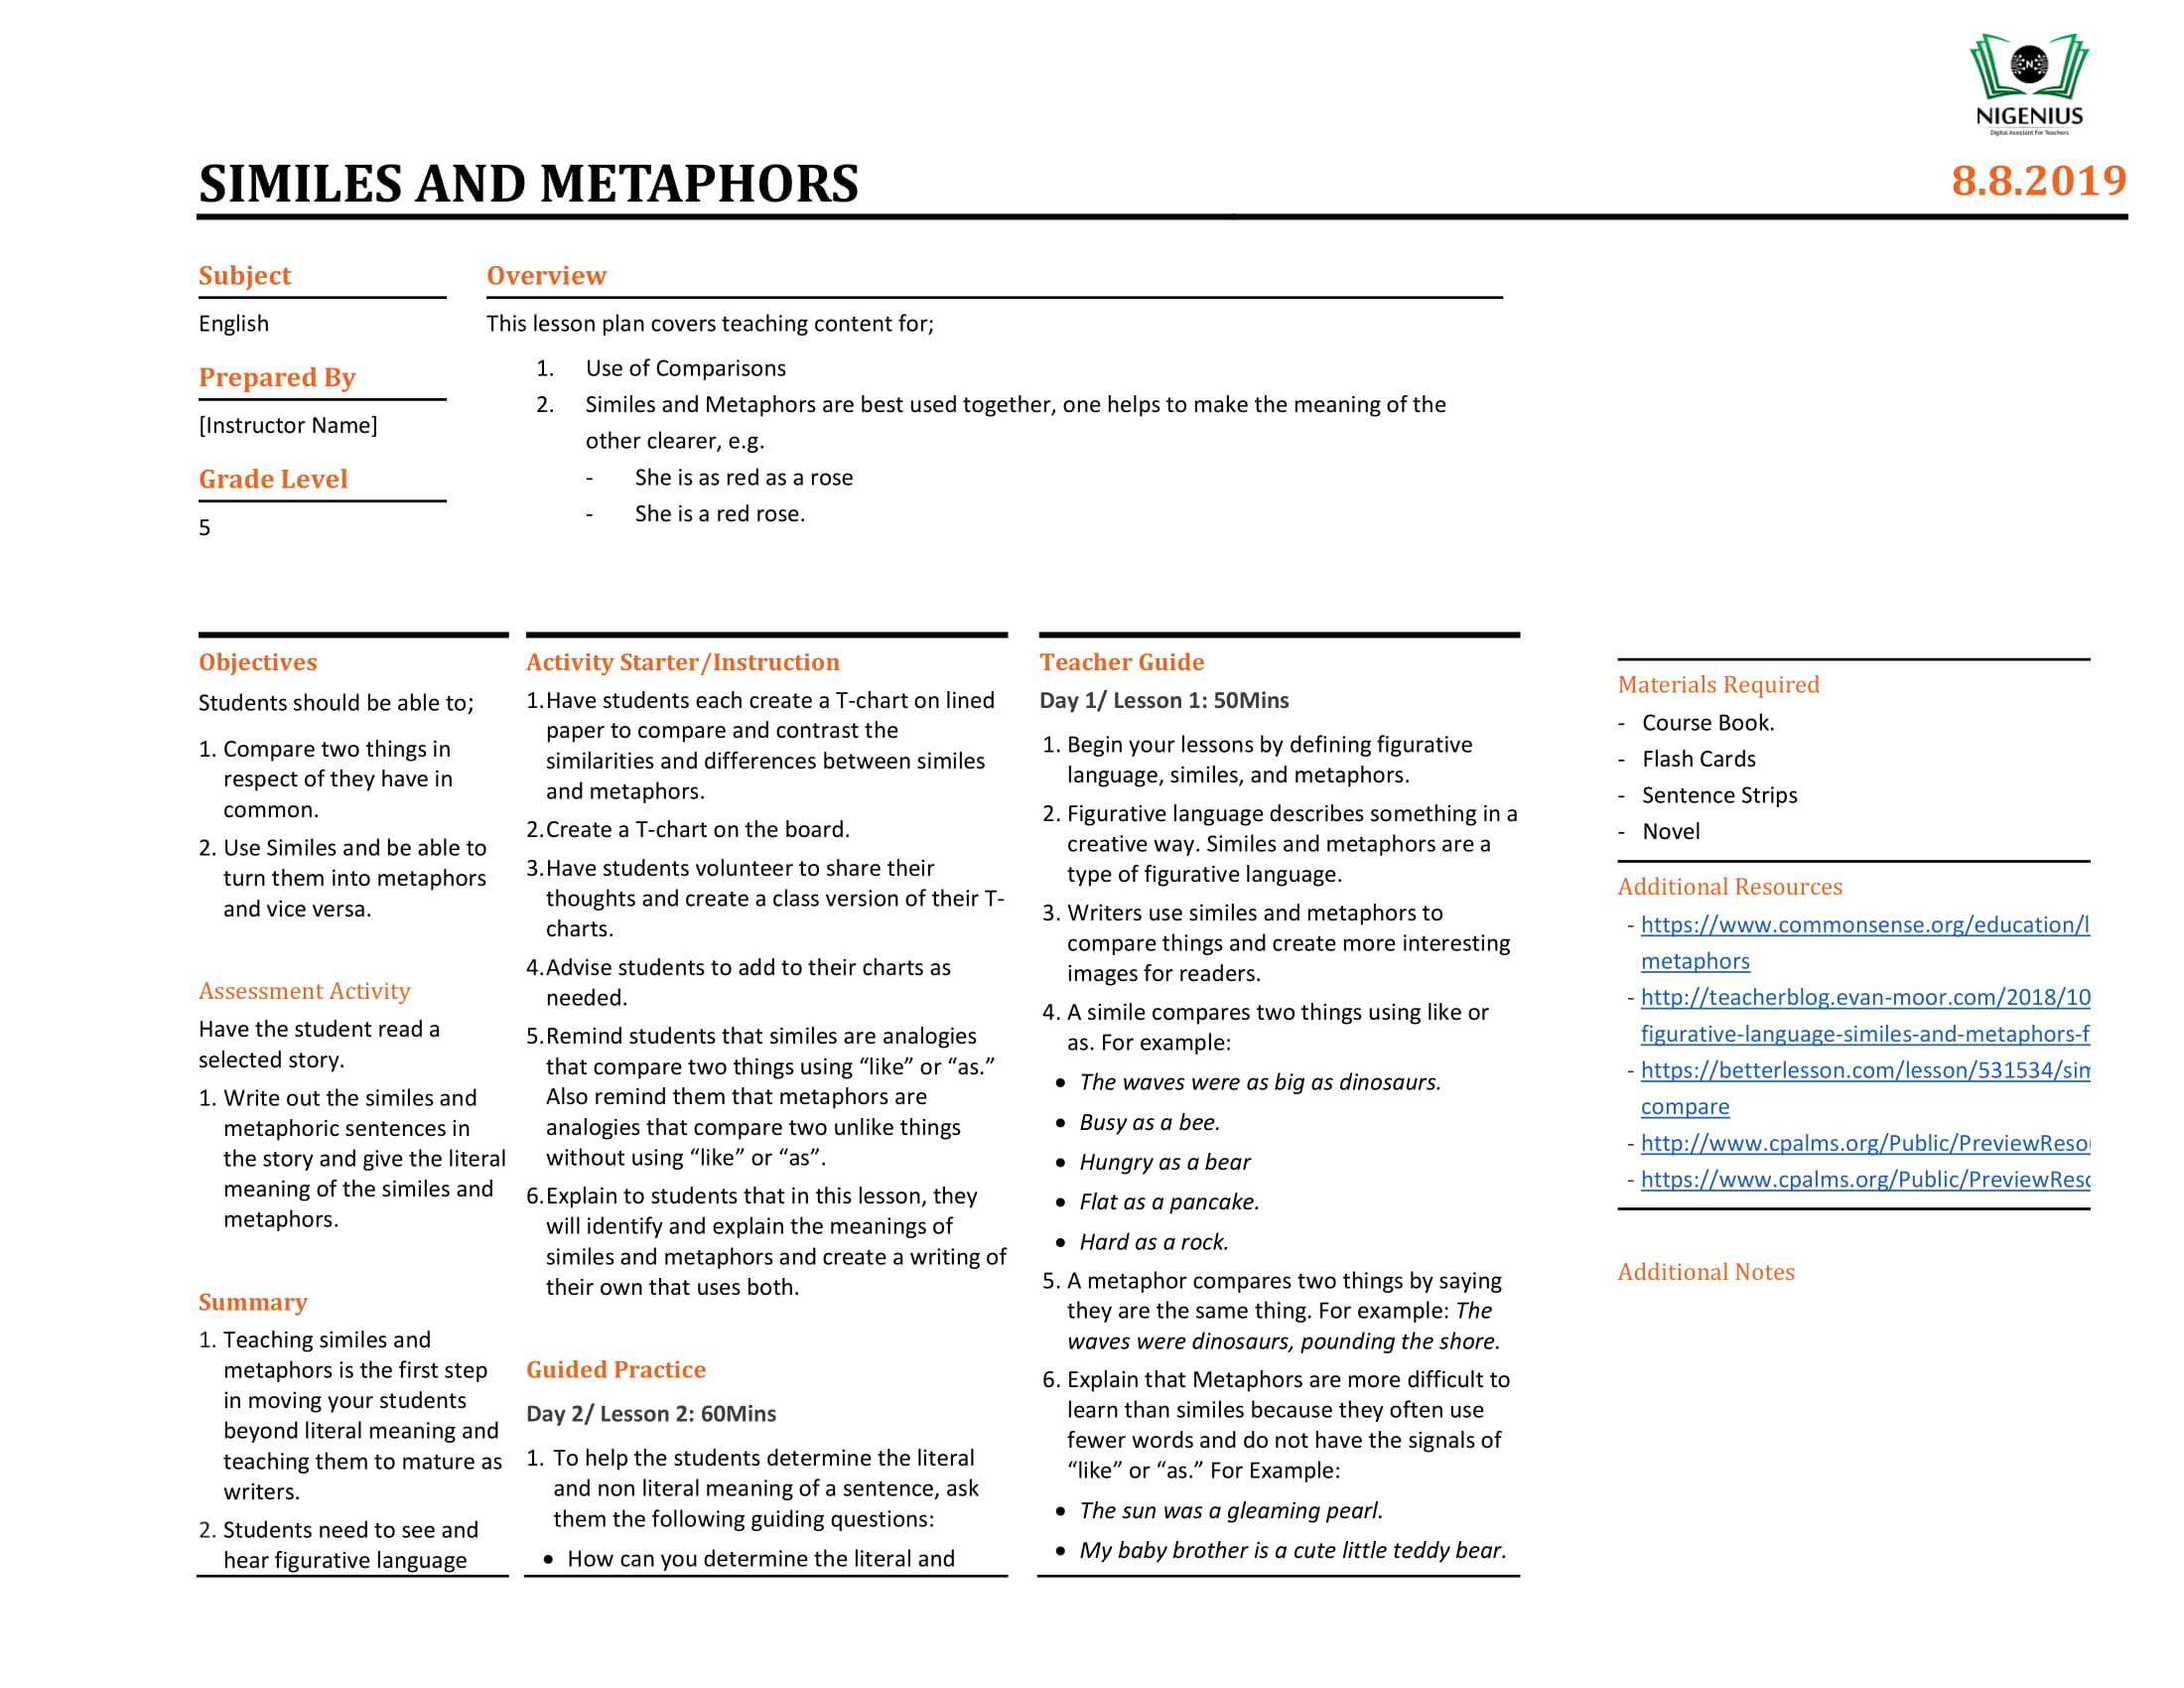 NIGENIUS
Digital Assistant For Teachers
SIMILES AND METAPHORS
8.8.2019
Subject
English
Prepared By
[Instructor Name]
Grade Level
5
Overview
This lesson plan covers teaching content for;
1. Use of Comparisons
2. Similes and Metaphors are best used together, one helps to make the meaning of the
other clearer, e.g.
- She is as red as a rose
- She is a red rose.
Objectives
Students should be able to;
1. Compare two things in
respect of they have in
common.
2. Use Similes and be able to
turn them into metaphors
and vice versa.
Assessment Activity
Have the student read a
selected story.
1. Write out the similes and
metaphoric sentences in
the story and give the literal
meaning of the similes and
metaphors.
Summary
1. Teaching similes and
metaphors is the first step
in moving your students
beyond literal meaning and
teaching them to mature as
writers.
2. Students need to see and
hear figurative language
Activity Starter/Instruction
1.Have students each create a T-chart on lined
paper to compare and contrast the
similarities and differences between similes
and metaphors.
2.Create a T-chart on the board.
3.Have students volunteer to share their
thoughts and create a class version of their T-
charts.
4.Advise students to add to their charts as
needed.
5.Remind students that similes are analogies
that compare two things using “like” or “as.”
Also remind them that metaphors are
analogies that compare two unlike things
without using “like” or “as”.
6.Explain to students that in this lesson, they
will identify and explain the meanings of
similes and metaphors and create a writing of
their own that uses both.
Guided Practice
Day 2/ Lesson 2: 60Mins
1. To help the students determine the literal
and non literal meaning of a sentence, ask
them the following guiding questions:
• How can you determine the literal and
Teacher Guide
Day 1/ Lesson 1: 50Mins
1. Begin your lessons by defining figurative
language, similes, and metaphors.
2. Figurative language describes something in a
creative way. Similes and metaphors are a
type of figurative language.
3. Writers use similes and metaphors to
compare things and create more interesting
images for readers.
4. A simile compares two things using like or
as. For example:
• The waves were as big as dinosaurs.
• Busy as a bee.
• Hungry as a bear
• Flat as a pancake.
• Hard as a rock.
5. A metaphor compares two things by saying
they are the same thing. For example: The
waves were dinosaurs, pounding the shore.
6. Explain that Metaphors are more difficult to
learn than similes because they often use
fewer words and do not have the signals of
“like” or “as.” For Example:
• The sun was a gleaming pearl.
• My baby brother is a cute little teddy bear.
Materials Required
- Course Book.
- Flash Cards
- Sentence Strips
- Novel
Additional Resources
- https://www.commonsense.org/education/l
metaphors
- http://teacherblog.evan-moor.com/2018/10
figurative-language-similes-and-metaphors-f
- https://betterlesson.com/lesson/531534/sim
compare
- http://www.cpalms.org/Public/PreviewResou
- https://www.cpalms.org/Public/PreviewReso
Additional Notes